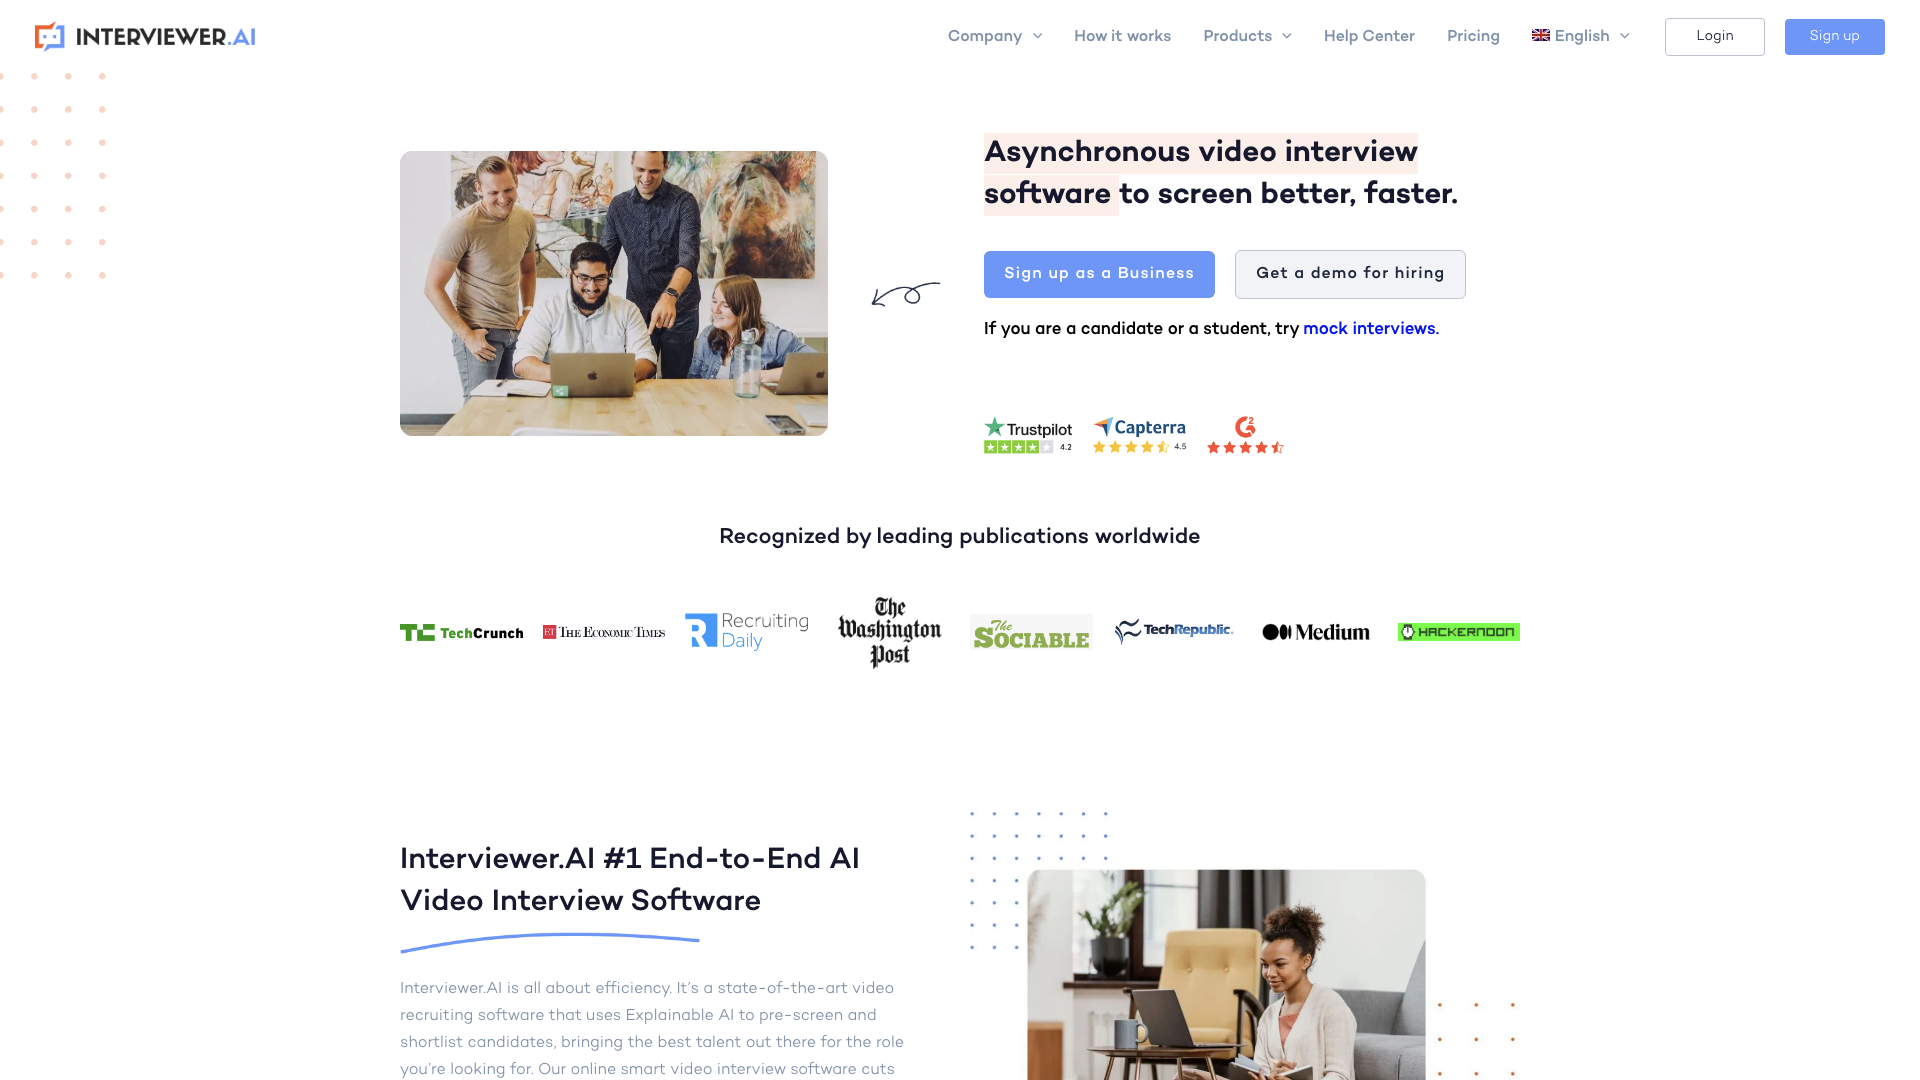 INTERVIEWER.AI
Company
How it works
Products
Help Center
Pricing
English
Login
Sign up
Asynchronous video interview
software to screen better, faster.
Sign up as a Business
Get a demo for hiring
If you are a candidate or a student, try mock interviews.
Trustpilot
4.2
Capterra
4.5
G2
Recognized by leading publications worldwide
TC TechCrunch
ET THE ECONOMIC TIMES
Recruiting
Daily
The
Washington
Post
The
SOCIABLE
TechRepublic.
Medium
HACKERNOON
Interviewer.AI #1 End-to-End AI
Video Interview Software
Interviewer.AI is all about efficiency. It’s a state-of-the-art video
recruiting software that uses Explainable AI to pre-screen and
shortlist candidates, bringing the best talent out there for the role
you’re looking for. Our online smart video interview software cuts